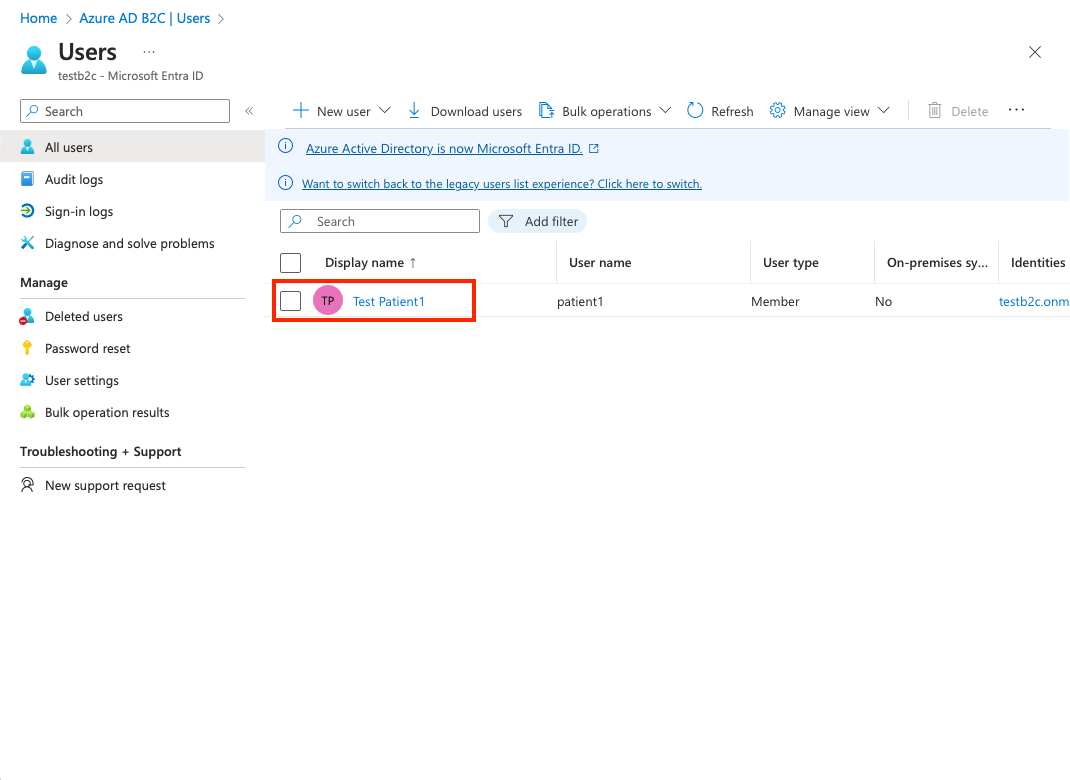 Home > Azure AD B2C | Users >
Users ...
testb2c - Microsoft Entra ID
Search «
+ New user Download users Bulk operations Refresh Manage view Delete ...
All users
Audit logs
Sign-in logs
Diagnose and solve problems
Manage
Deleted users
Password reset
User settings
Bulk operation results
Troubleshooting + Support
New support request
Azure Active Directory is now Microsoft Entra ID.
Want to switch back to the legacy users list experience? Click here to switch.
Search Add filter
Display name ↑ User name User type On-premises sy... Identities
TP Test Patient1 patient1 Member No testb2c.onm